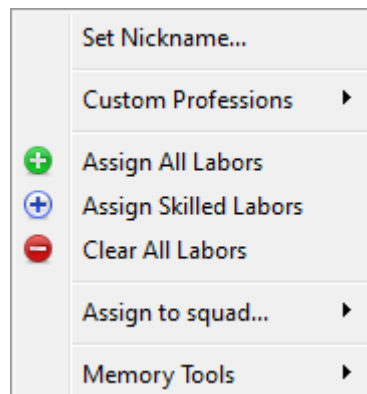 Set Nickname...
Custom Professions
Assign All Labors
Assign Skilled Labors
Clear All Labors
Assign to squad...
Memory Tools